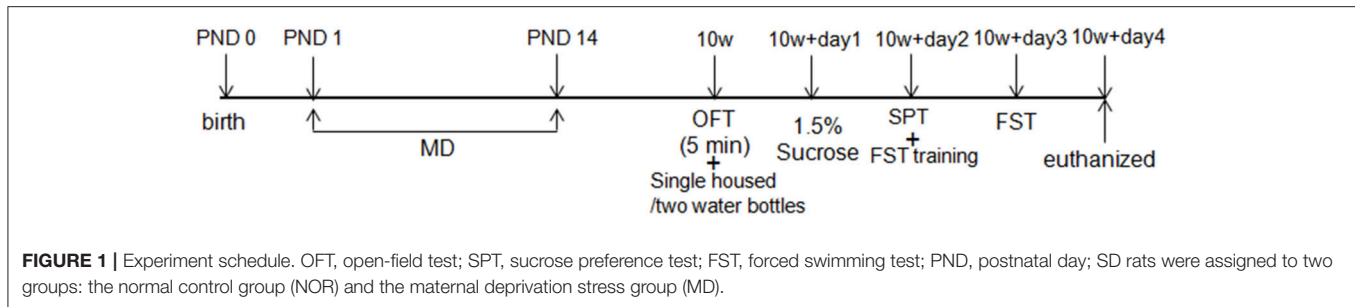 PND 0 PND 1 PND 14 10w 10w+day1 10w+day2 10w+day3 10w+day4
birth MD OFT 1.5% SPT FST euthanized
(5 min) Sucrose +
+ FST training
Single housed
/two water bottles
FIGURE 1 | Experiment schedule. OFT, open-field test; SPT, sucrose preference test; FST, forced swimming test; PND, postnatal day; SD rats were assigned to two
groups: the normal control group (NOR) and the maternal deprivation stress group (MD).